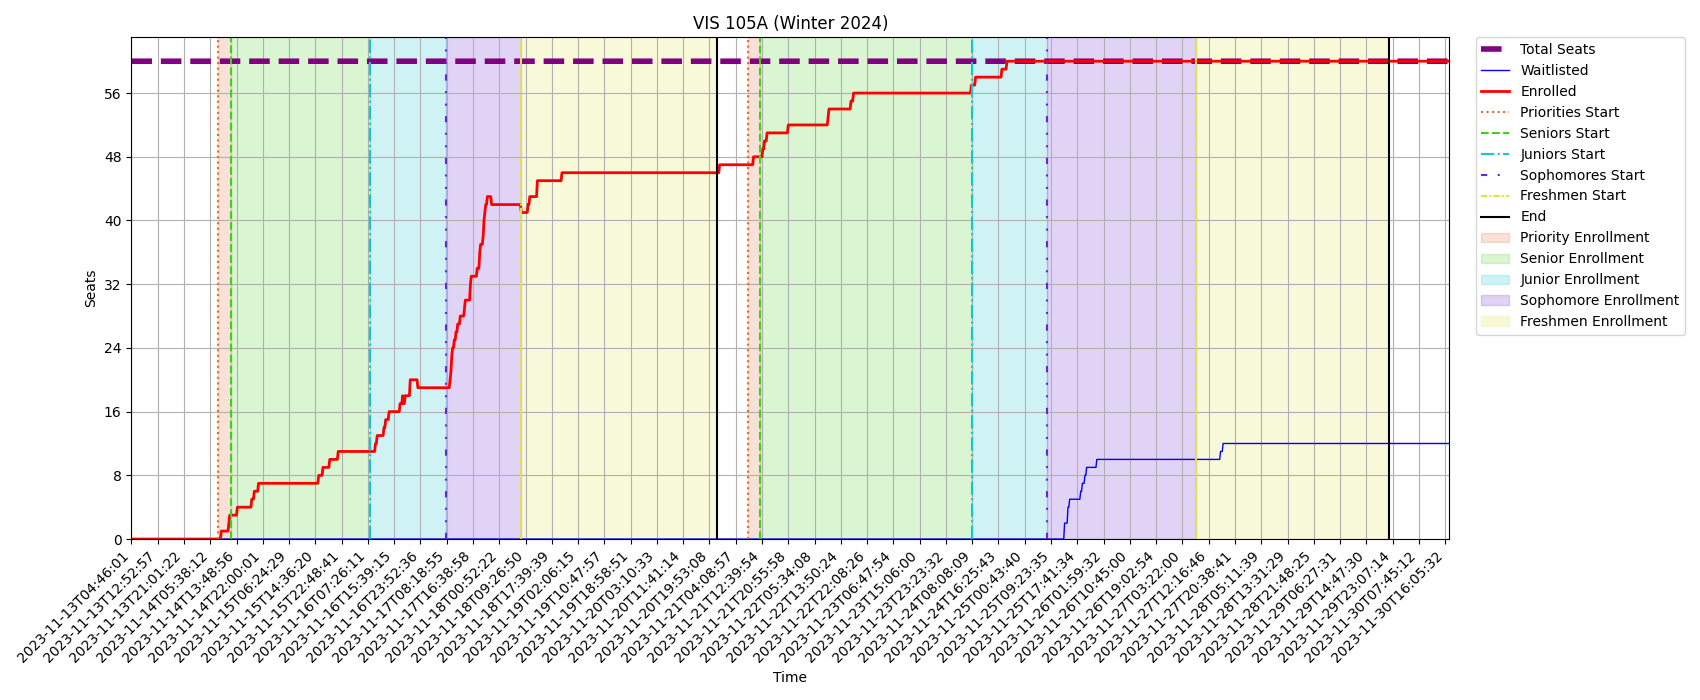 VIS 105A (Winter 2024)
Total Seats
Waitlisted
Enrolled
Priorities Start
Seniors Start
Juniors Start
Sophomores Start
Freshmen Start
End
Priority Enrollment
Senior Enrollment
Junior Enrollment
Sophomore Enrollment
Freshmen Enrollment
Seats
56
48
40
32
24
16
8
0
2023-11-13T04:46:01
2023-11-13T12:52:57
2023-11-13T21:01:22
2023-11-14T05:38:12
2023-11-14T13:48:56
2023-11-14T22:00:01
2023-11-15T06:24:29
2023-11-15T14:36:20
2023-11-15T22:48:41
2023-11-16T07:26:11
2023-11-16T15:39:15
2023-11-16T23:52:36
2023-11-17T08:18:55
2023-11-17T16:38:58
2023-11-18T00:52:22
2023-11-18T09:26:50
2023-11-18T17:39:39
2023-11-19T02:06:15
2023-11-19T10:47:57
2023-11-19T18:58:51
2023-11-20T03:10:33
2023-11-20T11:41:14
2023-11-20T19:53:08
2023-11-21T04:08:57
2023-11-21T12:39:54
2023-11-21T20:55:58
2023-11-22T05:34:08
2023-11-22T13:50:24
2023-11-22T22:08:26
2023-11-23T06:47:54
2023-11-23T15:06:00
2023-11-23T23:23:32
2023-11-24T08:08:09
2023-11-24T16:25:43
2023-11-25T00:43:40
2023-11-25T09:23:35
2023-11-25T17:41:34
2023-11-26T01:59:32
2023-11-26T10:45:00
2023-11-26T19:02:54
2023-11-27T03:22:00
2023-11-27T12:16:46
2023-11-27T20:38:41
2023-11-28T05:11:39
2023-11-28T13:31:29
2023-11-28T21:48:25
2023-11-29T06:27:31
2023-11-29T14:47:30
2023-11-29T23:07:14
2023-11-30T07:45:12
2023-11-30T16:05:32
Time